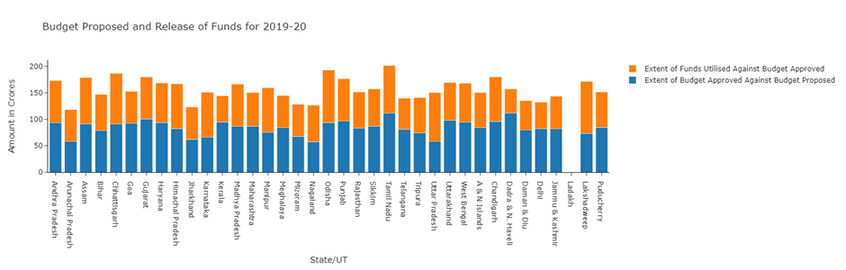 Budget Proposed and Release of Funds for 2019-20
200
150
100
50
0
Amount in Crores
Andhra Pradesh
Arunachal Pradesh
Assam
Bihar
Chhattisgarh
Goa
Gujarat
Haryana
Himachal Pradesh
Jharkhand
Karnataka
Kerala
Madhya Pradesh
Maharashtra
Manipur
Meghalaya
Mizoram
Nagaland
Odisha
Punjab
Rajasthan
Sikkim
Tamil Nadu
Telangana
Tripura
Uttar Pradesh
Uttarakhand
West Bengal
A & N Islands
Chandigarh
Dadra & N. Haveli
Daman & Diu
Delhi
Jammu & Kashmir
Ladakh
Lakshadweep
Puducherry
State/UT
Extent of Funds Utilised Against Budget Approved
Extent of Budget Approved Against Budget Proposed